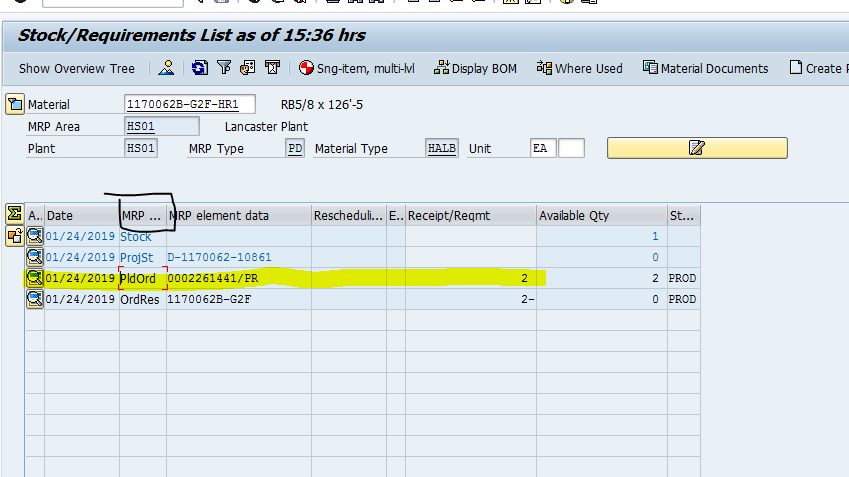 Stock/Requirements List as of 15:36 hrs
Show Overview Tree Sng-item, multi-lvl Display BOM Where Used Material Documents Create P
Material 1170062B-G2F-HR1 RB5/8 x 126'-5
MRP Area HS01 Lancaster Plant
Plant HS01 MRP Type PD Material Type HALB Unit EA
A.. Date MRP ... MRP element data Rescheduli... E.. Receipt/Reqmt Available Qty St...
01/24/2019 Stock 1
01/24/2019 ProjSt D-1170062-10861 0
01/24/2019 PldOrd 0002261441/PR 2 2 PROD
01/24/2019 OrdRes 1170062B-G2F 2- 0 PROD